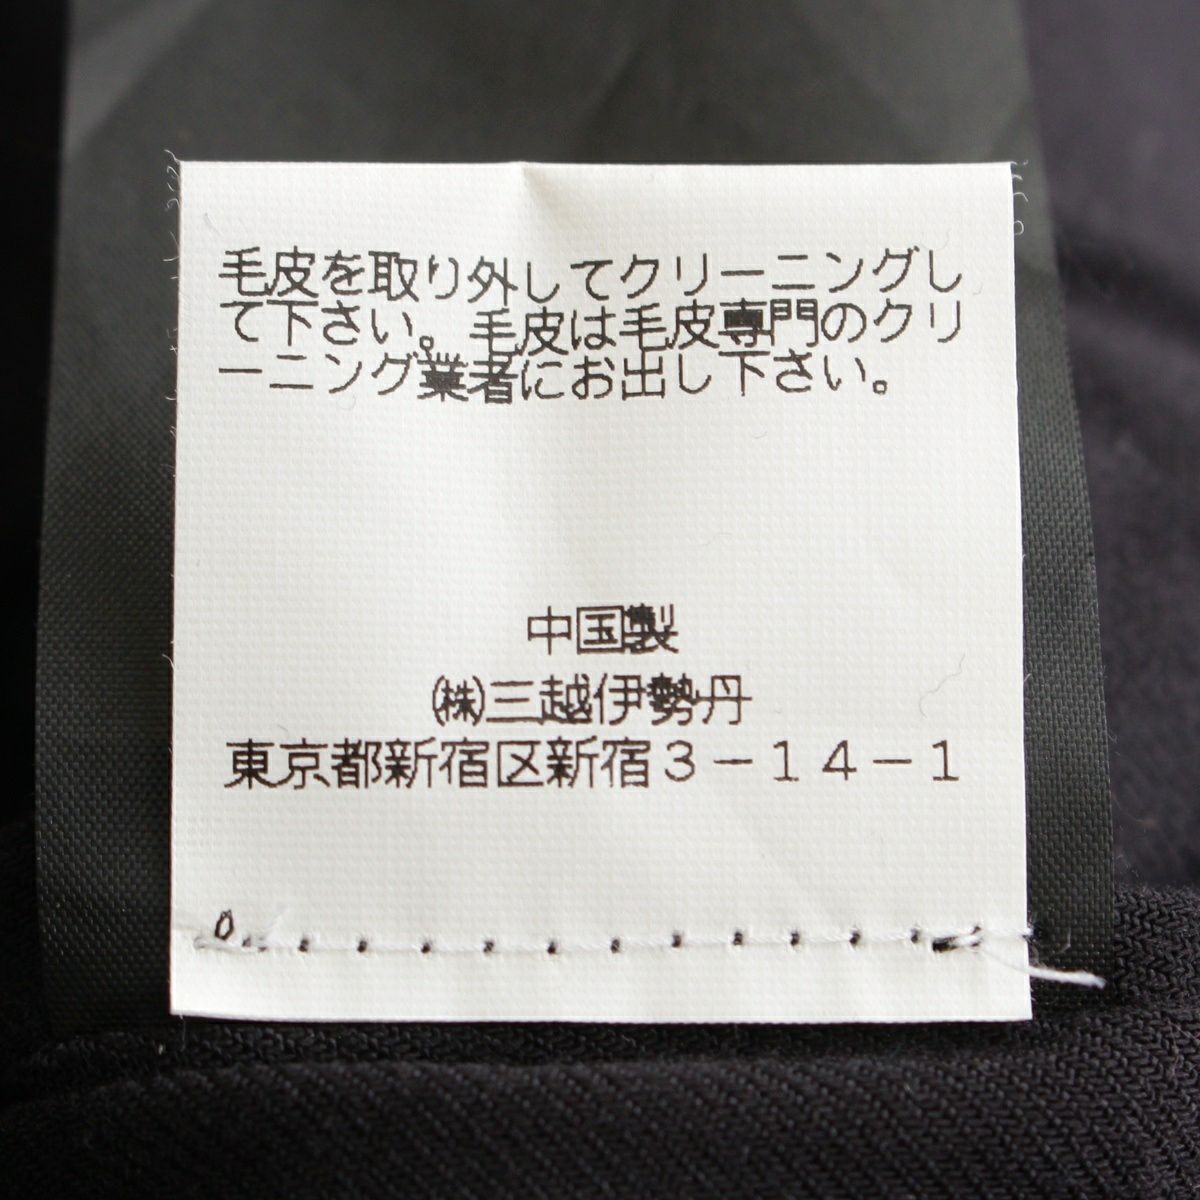 毛皮を取り外してクリーニングし
て下さい。毛皮は毛皮専門のクリ
ーニング業者にお出し下さい。
中国製
㈱三越伊勢丹
東京都新宿区新宿３－１４－１